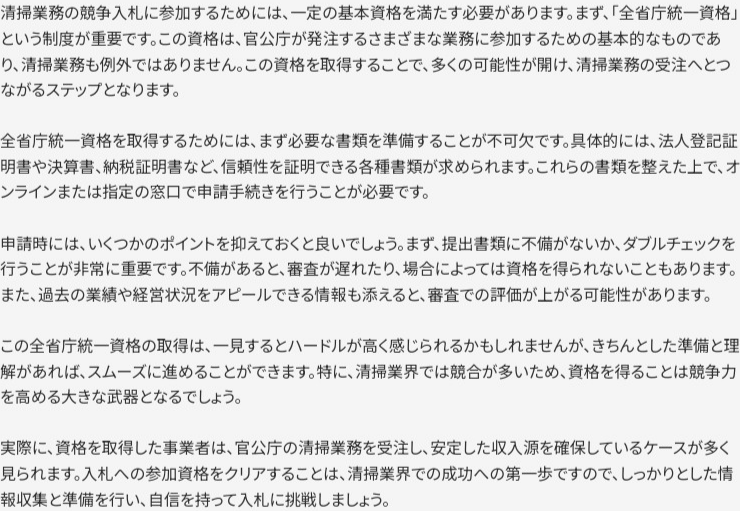 清掃業務の競争入札に参加するためには、一定の基本資格を満たす必要があります。まず、「全省庁統一資格」
という制度が重要です。この資格は、官公庁が発注するさまざまな業務に参加するための基本的なものであ
り、清掃業務も例外ではありません。この資格を取得することで、多くの可能性が開け、清掃業務の受注へとつ
ながるステップとなります。
全省庁統一資格を取得するためには、まず必要な書類を準備することが不可欠です。具体的には、法人登記証
明書や決算書、納税証明書など、信頼性を証明できる各種書類が求められます。これらの書類を整えた上で、オ
ンラインまたは指定の窓口で申請手続きを行うことが必要です。
申請時には、いくつかのポイントを抑えておくと良いでしょう。まず、提出書類に不備がないか、ダブルチェックを
行うことが非常に重要です。不備があると、審査が遅れたり、場合によっては資格を得られないこともあります。
また、過去の業績や経営状況をアピールできる情報も添えると、審査での評価が上がる可能性があります。
この全省庁統一資格の取得は、一見するとハードルが高く感じられるかもしれませんが、きちんとした準備と理
解があれば、スムーズに進めることができます。特に、清掃業界では競合が多いため、資格を得ることは競争力
を高める大きな武器となるでしょう。
実際に、資格を取得した事業者は、官公庁の清掃業務を受注し、安定した収入源を確保しているケースが多く
見られます。入札への参加資格をクリアすることは、清掃業界での成功への第一歩ですので、しっかりとした情
報収集と準備を行い、自信を持って入札に挑戦しましょう。